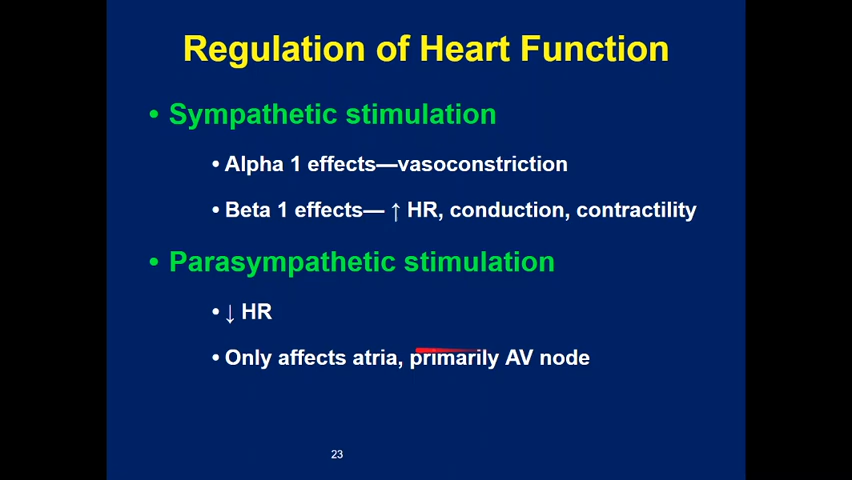 Regulation of Heart Function
• Sympathetic stimulation
• Alpha 1 effects—vasoconstriction
• Beta 1 effects— ↑ HR, conduction, contractility
• Parasympathetic stimulation
• ↓ HR
• Only affects atria, primarily AV node
23